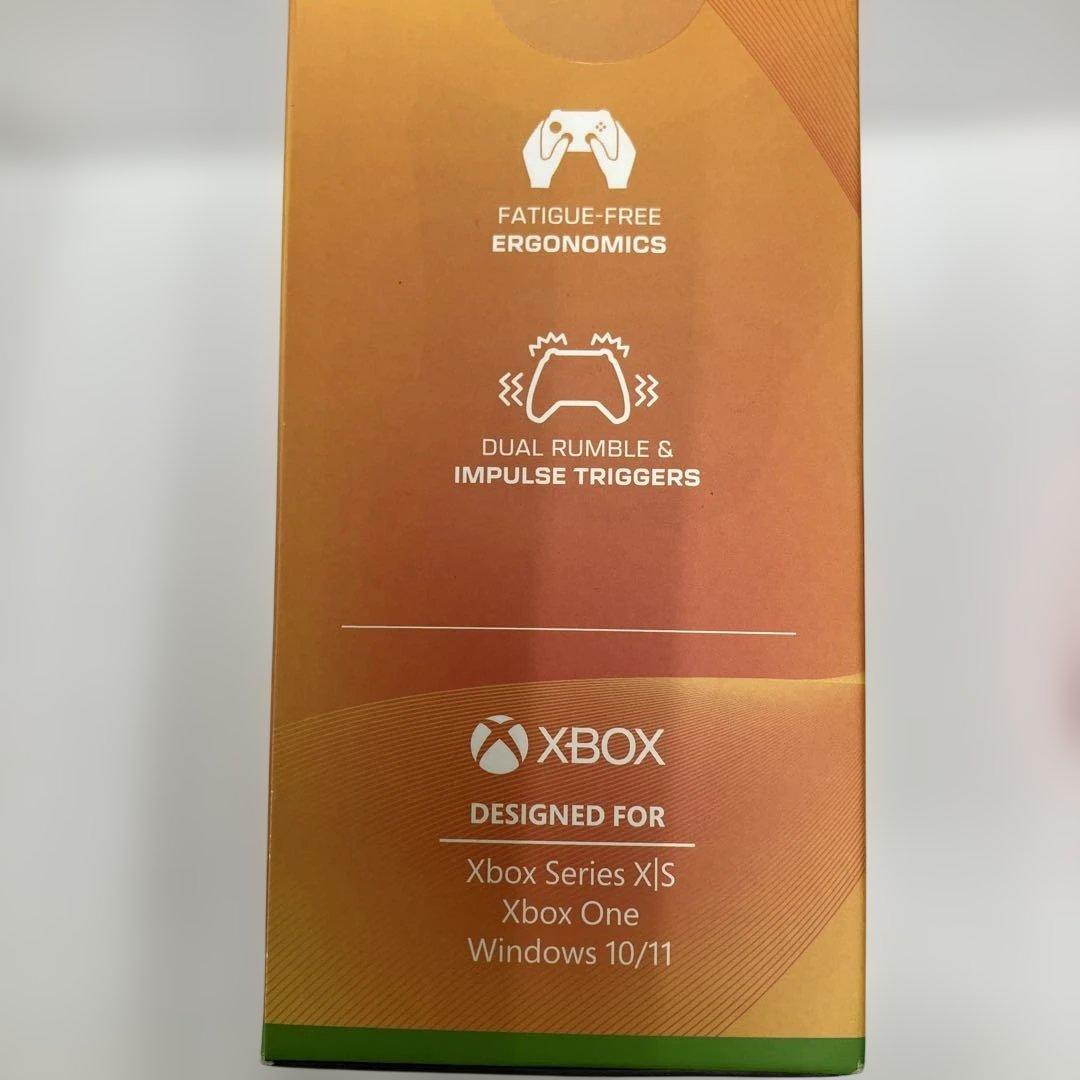 FATIGUE-FREE
ERGONOMICS
DUAL RUMBLE &
IMPULSE TRIGGERS
XBOX
DESIGNED FOR
Xbox Series X|S
Xbox One
Windows 10/11